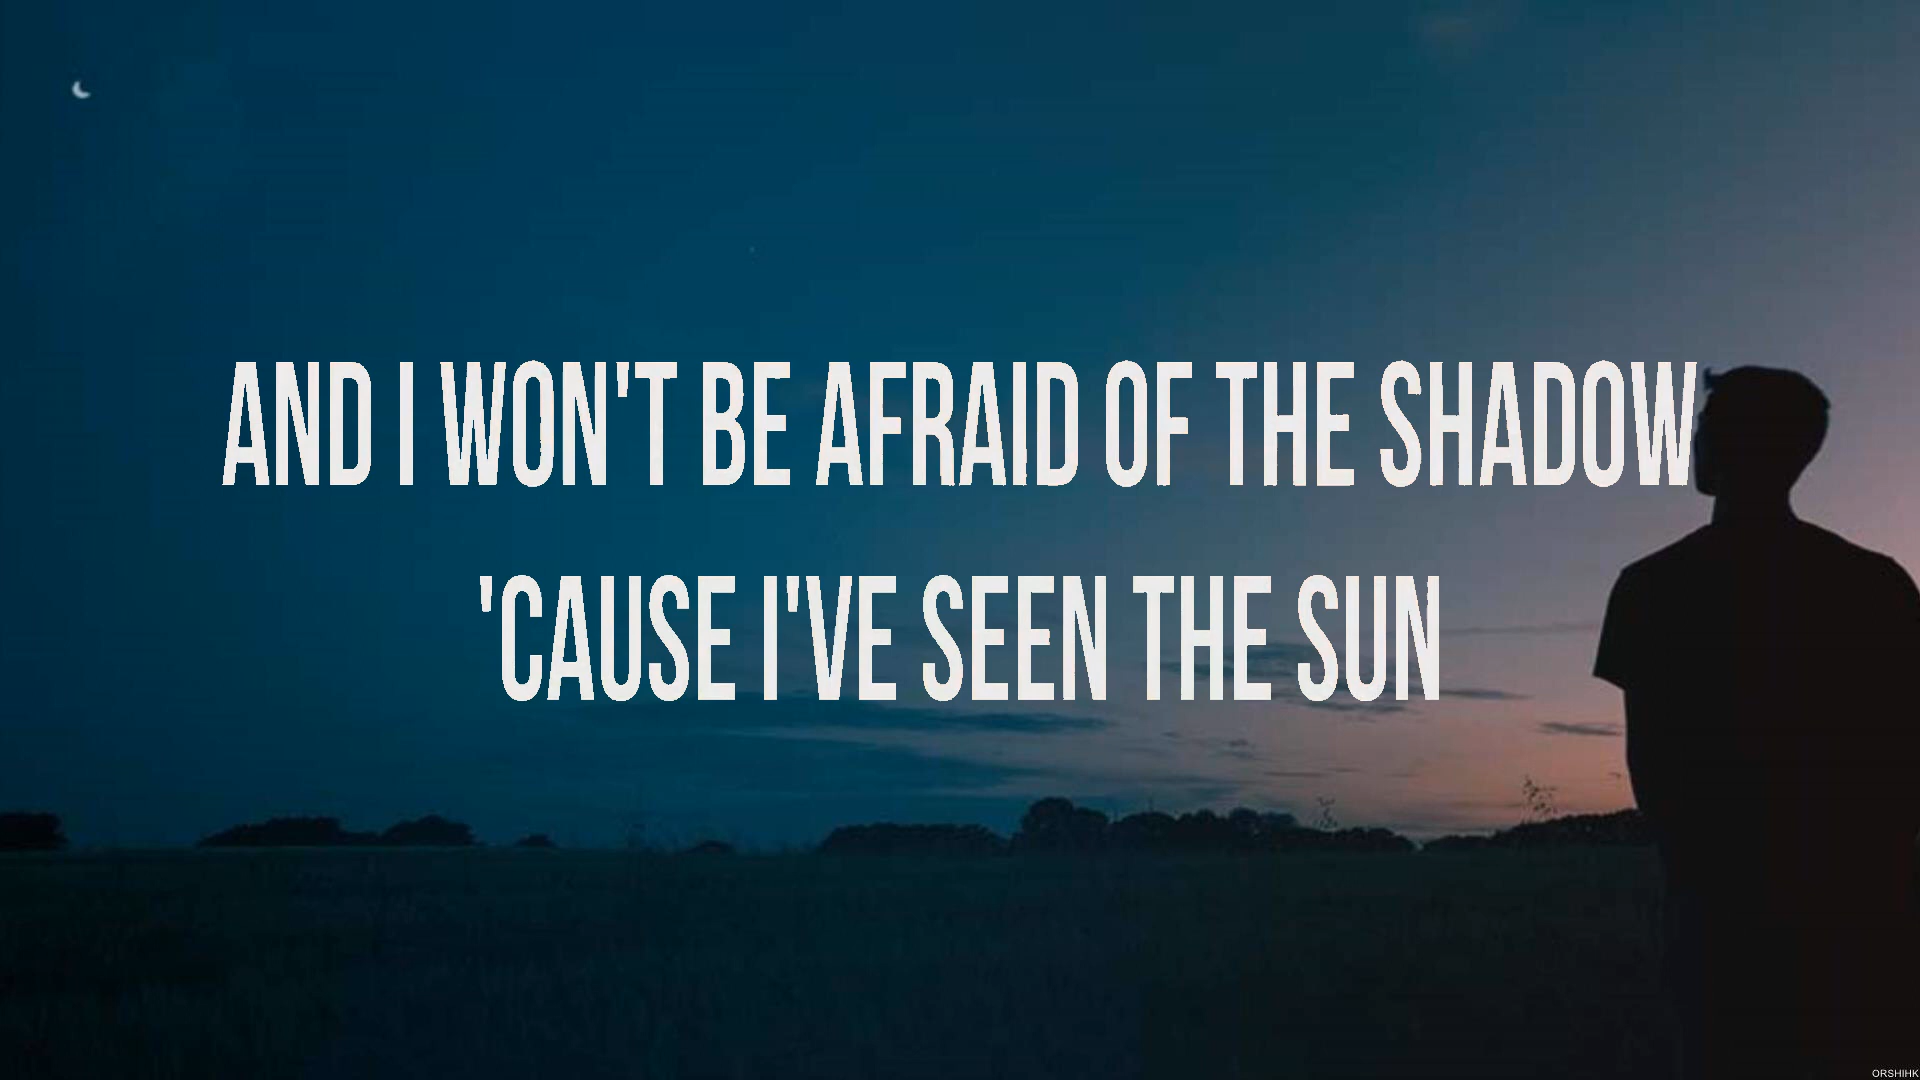 AND I WON'T BE AFRAID OF THE SHADOW
'CAUSE I'VE SEEN THE SUN
ORSHIHK